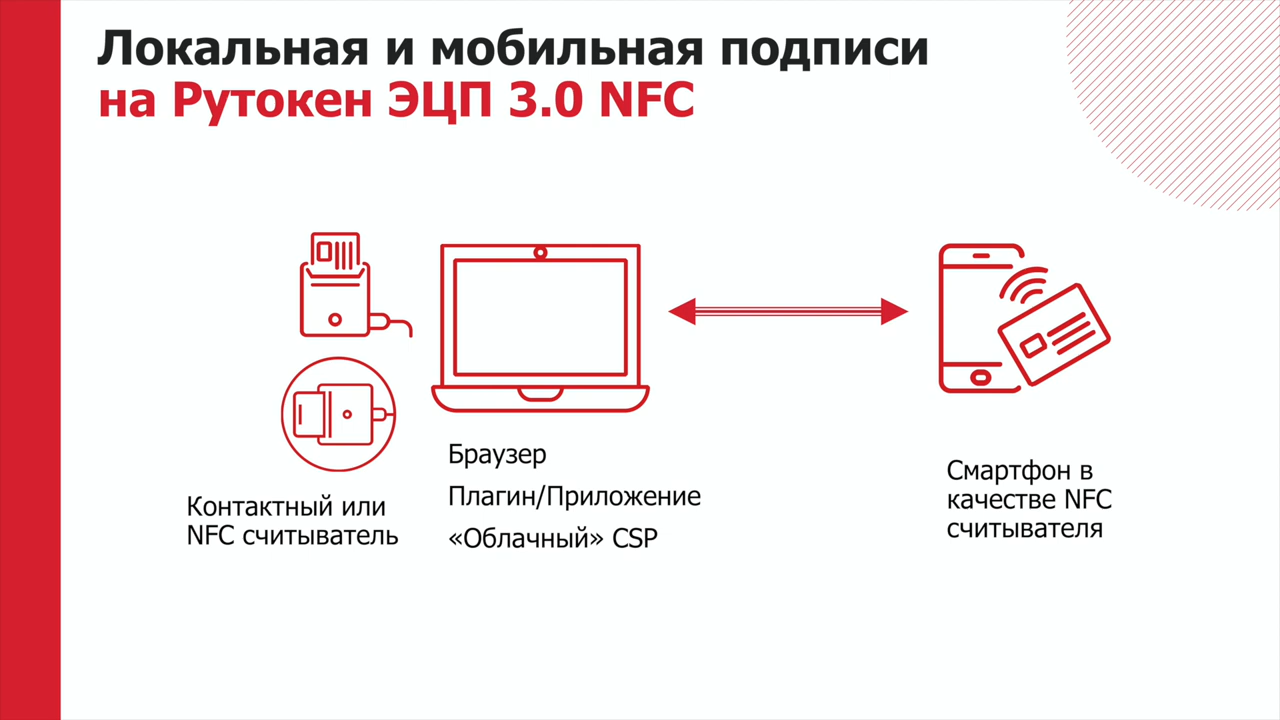 Локальная и мобильная подписи
на Рутокен ЭЦП 3.0 NFC
Контактный или
NFC считыватель
Браузер
Плагин/Приложение
«Облачный» CSP
Смартфон в
качестве NFC
считывателя